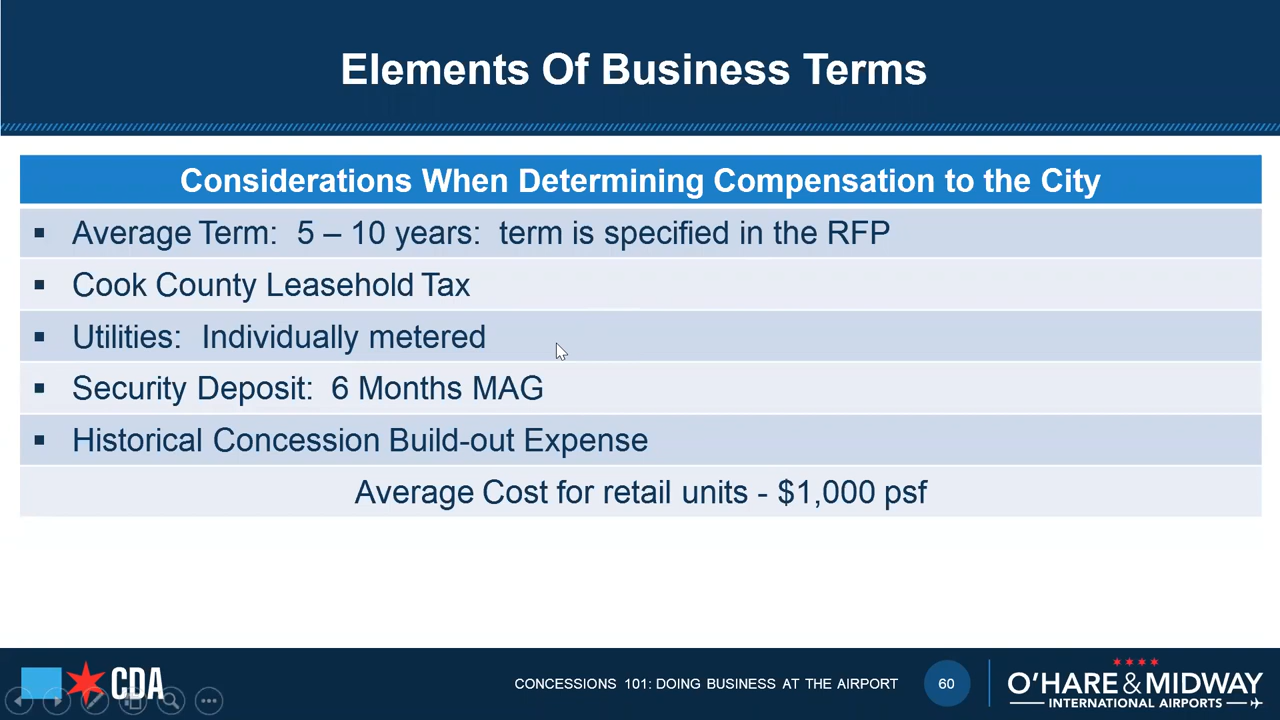 Elements Of Business Terms
Considerations When Determining Compensation to the City
▪ Average Term: 5 – 10 years: term is specified in the RFP
▪ Cook County Leasehold Tax
▪ Utilities: Individually metered
▪ Security Deposit: 6 Months MAG
▪ Historical Concession Build-out Expense
Average Cost for retail units - $1,000 psf
CDA
CONCESSIONS 101: DOING BUSINESS AT THE AIRPORT
60
O'HARE & MIDWAY
INTERNATIONAL AIRPORTS